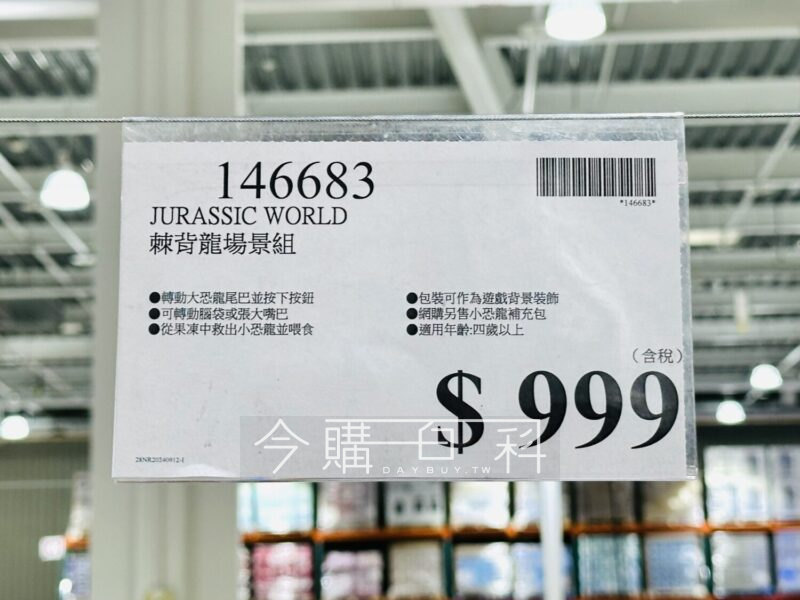 146683
*146683*
JURASSIC WORLD
棘背龍場景組
●轉動大恐龍尾巴並按下按鈕
●可轉動腦袋或張大嘴巴
●從果凍中救出小恐龍並喂食
●包裝可作為遊戲背景裝飾
●網購另售小恐龍補充包
●適用年齡:四歲以上
(含稅)
$ 999
今購百科
DAYBUY.TW
28NR20240912-1